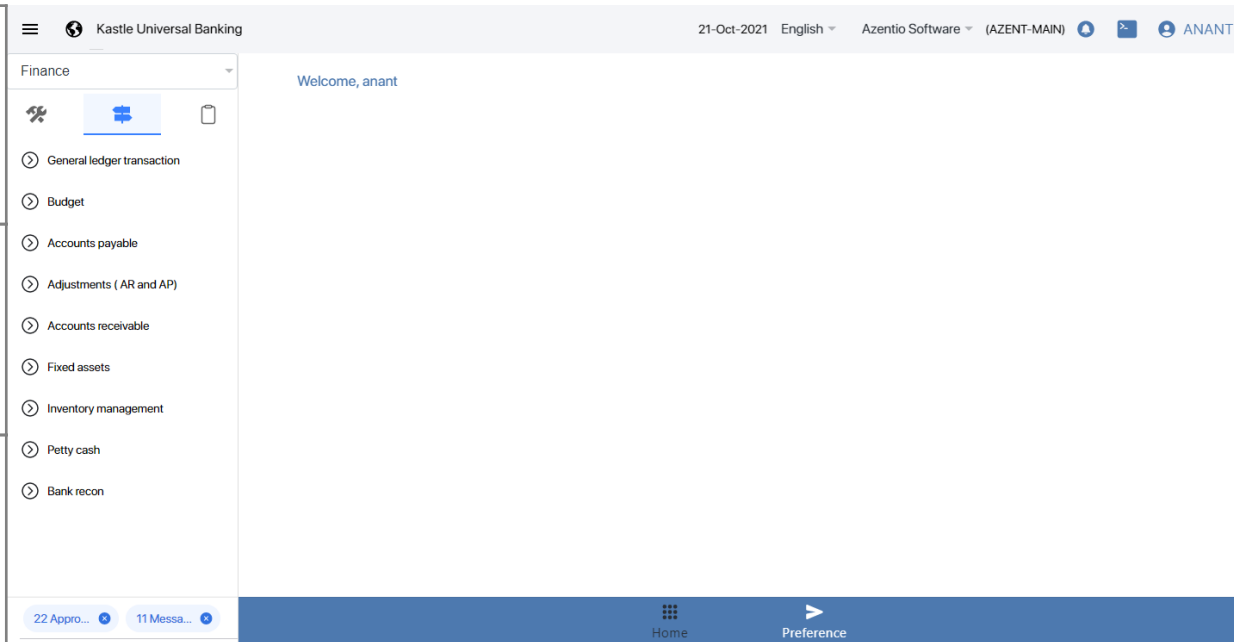 Kastle Universal Banking 21-Oct-2021 English Azentio Software (AZENT-MAIN) ANANT
Finance
Welcome, anant
General ledger transaction
Budget
Accounts payable
Adjustments ( AR and AP)
Accounts receivable
Fixed assets
Inventory management
Petty cash
Bank recon
22 Appro... 11 Messa...
Home Preference